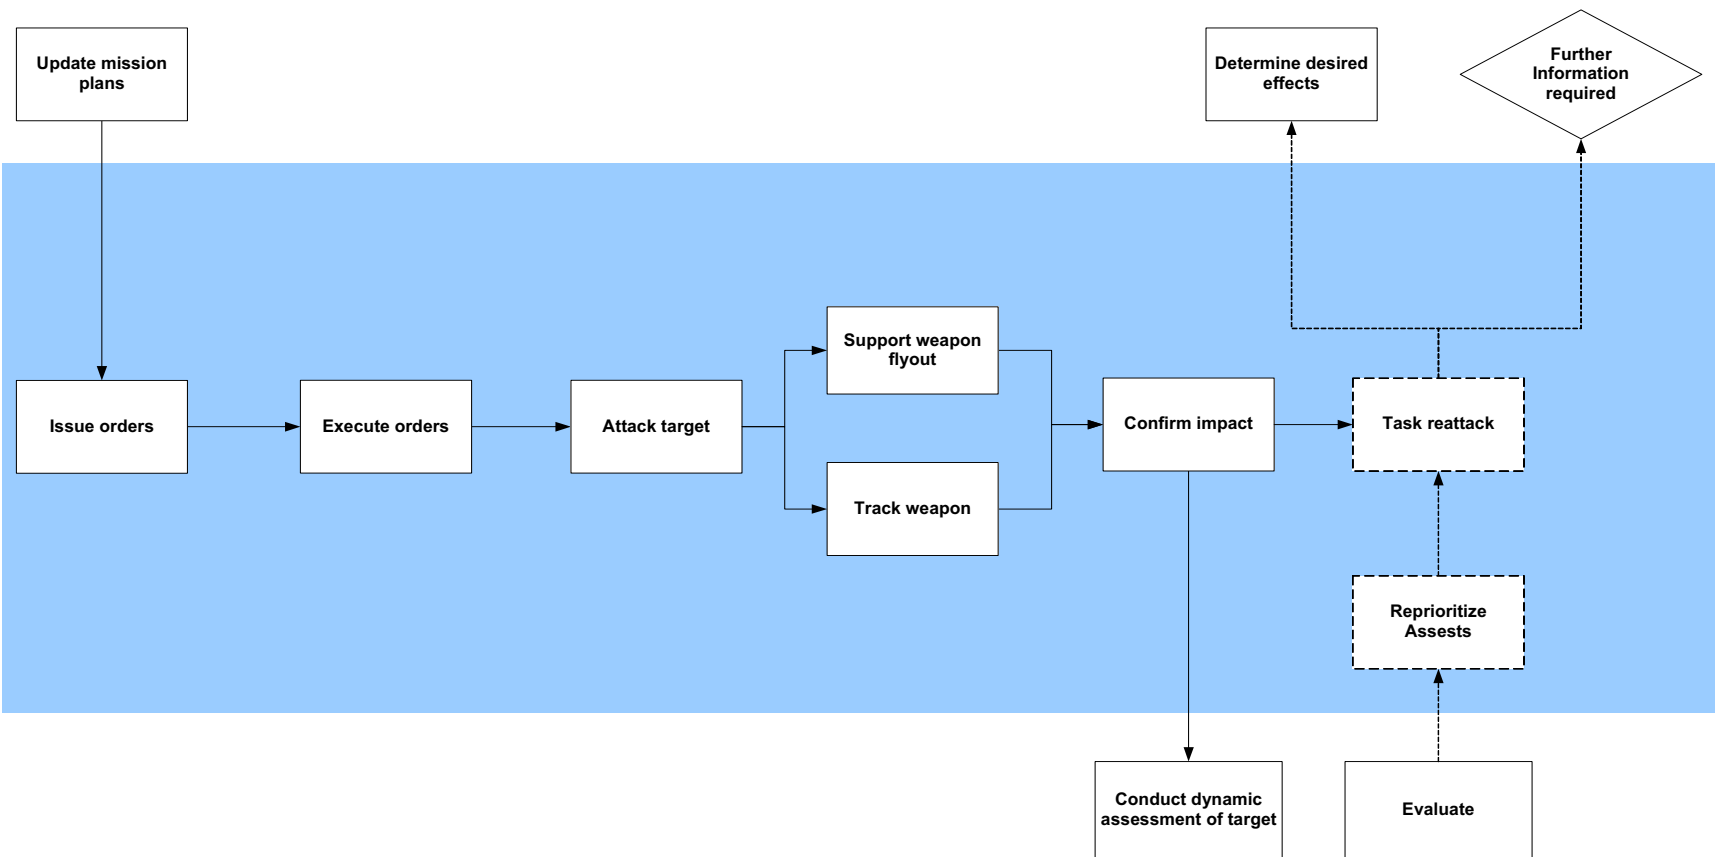 Update mission
plans
Determine desired
effects
Further
Information
required
Support weapon
flyout
Issue orders
Execute orders
Attack target
Confirm impact
Task reattack
Track weapon
Reprioritize
Assests
Conduct dynamic
assessment of target
Evaluate